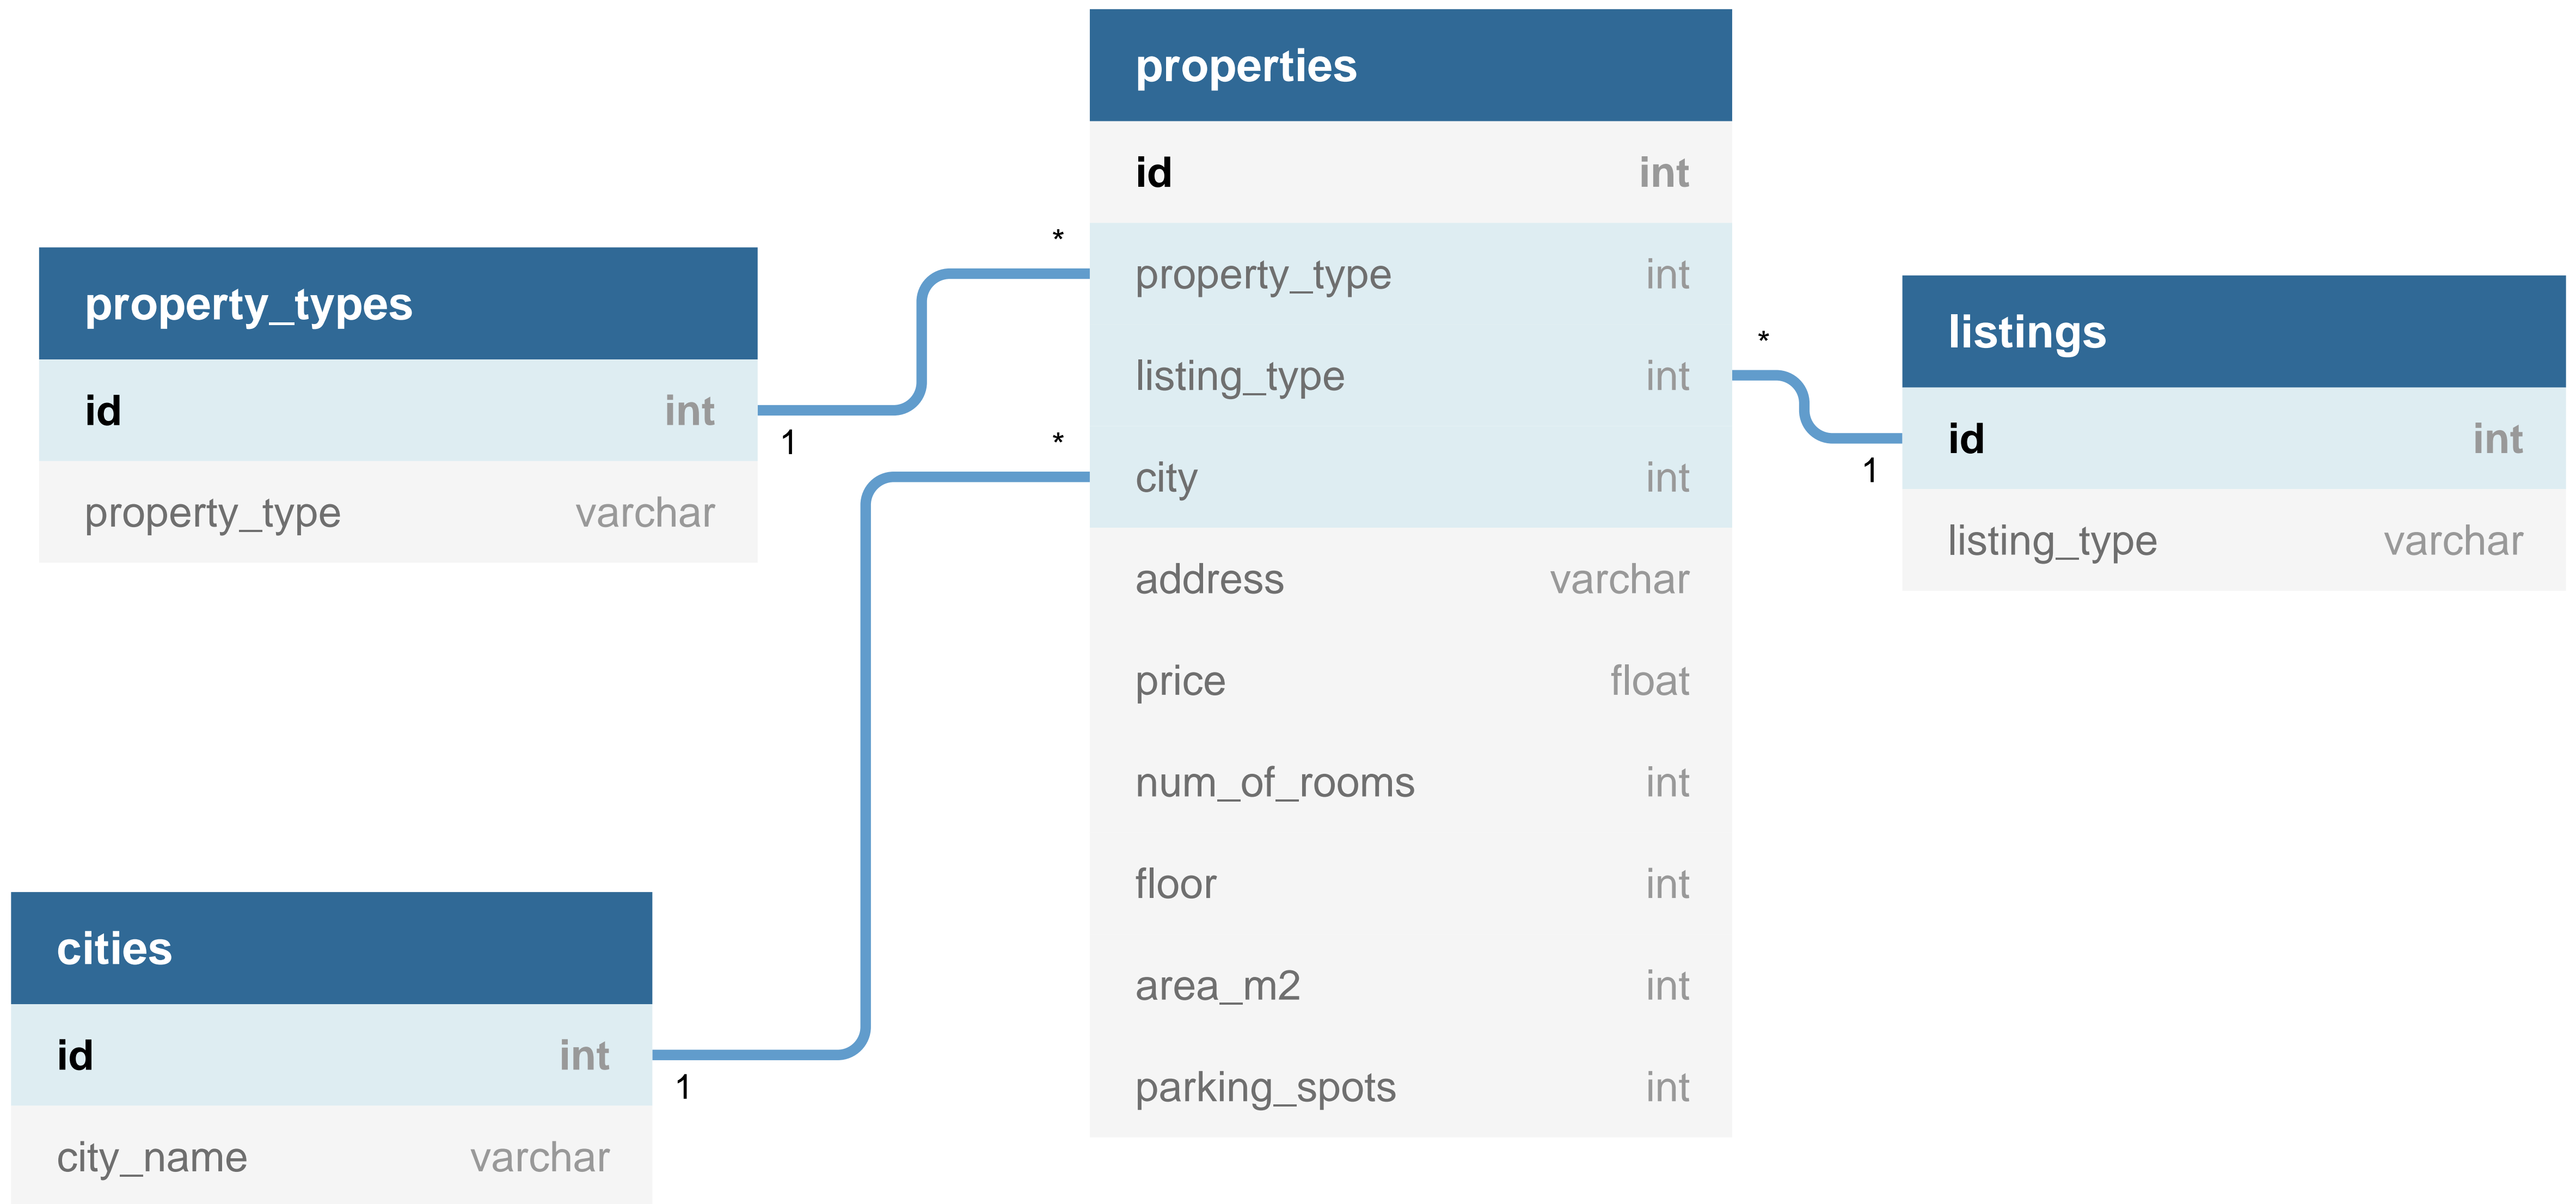 properties
id int
property_type int
listing_type int
city int
address varchar
price float
num_of_rooms int
floor int
area_m2 int
parking_spots int
property_types
id int
property_type varchar
listings
id int
listing_type varchar
cities
id int
city_name varchar
*
1
*
1
*
1